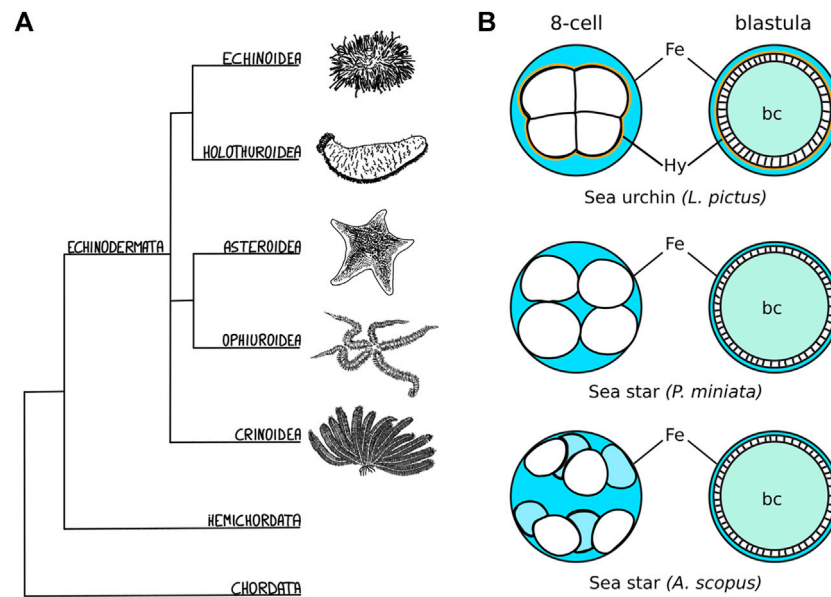 A
ECHINOIDEA
HOLOTHUROIDEA
ECHINODERMATA
ASTEROIDEA
OPHIUROIDEA
CRINOIDEA
HEMICHORDATA
CHORDATA
B
8-cell
blastula
Fe
bc
Hy
Sea urchin (L. pictus)
Fe
bc
Sea star (P. miniata)
Fe
bc
Sea star (A. scopus)